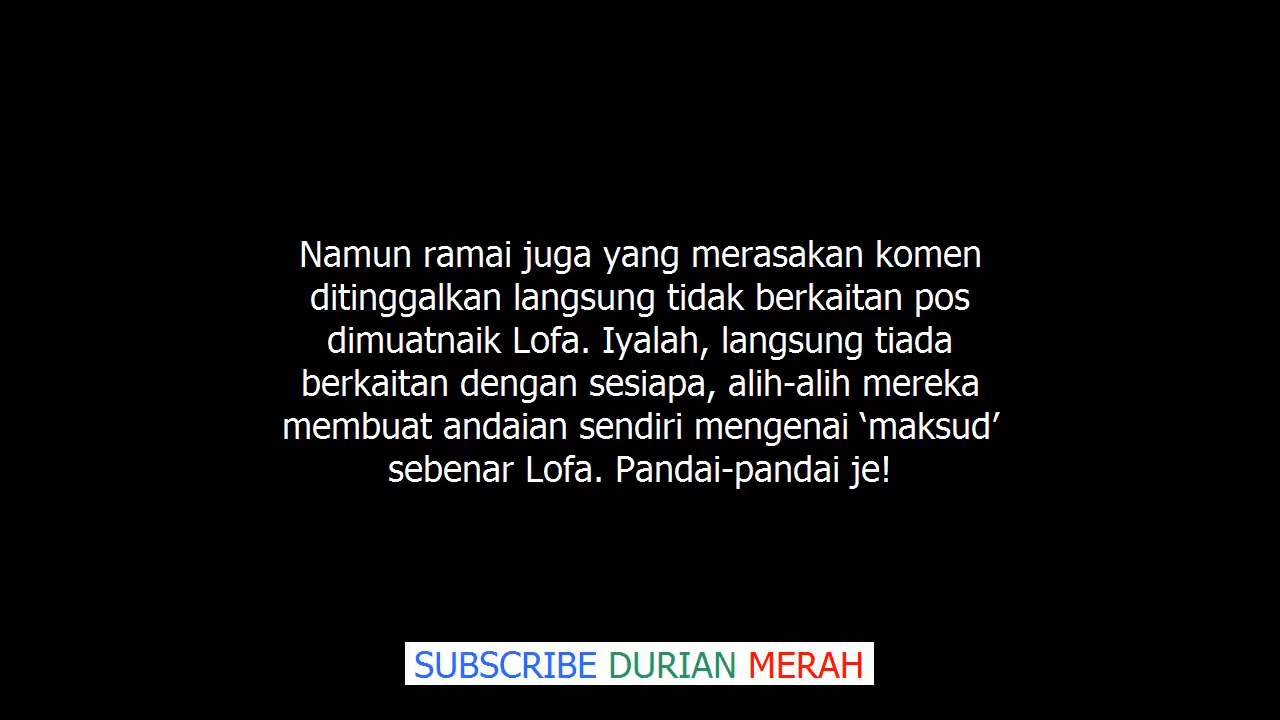 Namun ramai juga yang merasakan komen
ditinggalkan langsung tidak berkaitan pos
dimuatnaik Lofa. Iyalah, langsung tiada
berkaitan dengan sesiapa, alih-alih mereka
membuat andaian sendiri mengenai ‘maksud’
sebenar Lofa. Pandai-pandai je!
SUBSCRIBE DURIAN MERAH